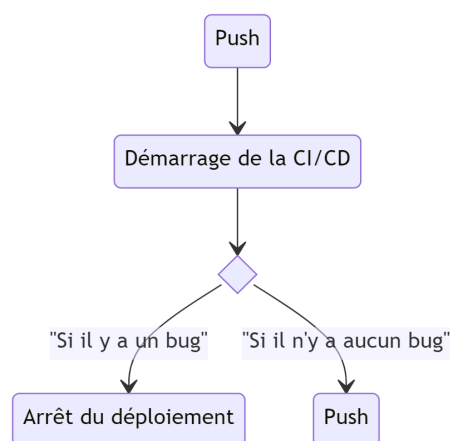 Push
Démarrage de la CI/CD
"Si il y a un bug"
"Si il n'y a aucun bug"
Arrêt du déploiement
Push